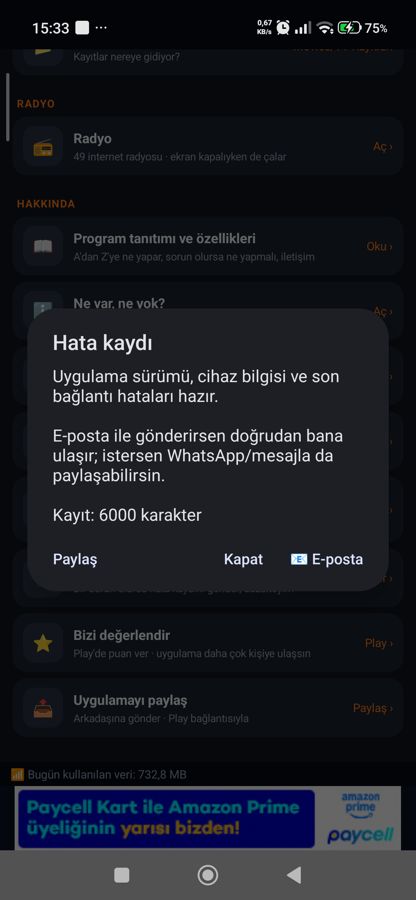 15:33
0,67
KB/s
75%
Kayıtlar nereye gidiyor?
RADYO
Radyo
49 internet radyosu · ekran kapalıyken de çalar
Aç ›
HAKKINDA
Program tanıtımı ve özellikleri
A'dan Z'ye ne yapar, sorun olursa ne yapmalı, iletişim
Oku ›
Ne var, ne yok?
Aç ›
Hata kaydı
Uygulama sürümü, cihaz bilgisi ve son
bağlantı hataları hazır.
E-posta ile gönderirsen doğrudan bana
ulaşır; istersen WhatsApp/mesajla da
paylaşabilirsin.
Kayıt: 6000 karakter
Paylaş
Kapat
📧 E-posta
Bizi değerlendir
Play'de puan ver · uygulama daha çok kişiye ulaşsın
Play ›
Uygulamayı paylaş
Arkadaşına gönder · Play bağlantısıyla
Paylaş ›
📶 Bugün kullanılan veri: 732,8 MB
Paycell Kart ile Amazon Prime
üyeliğinin yarısı bizden!
amazon
prime
paycell